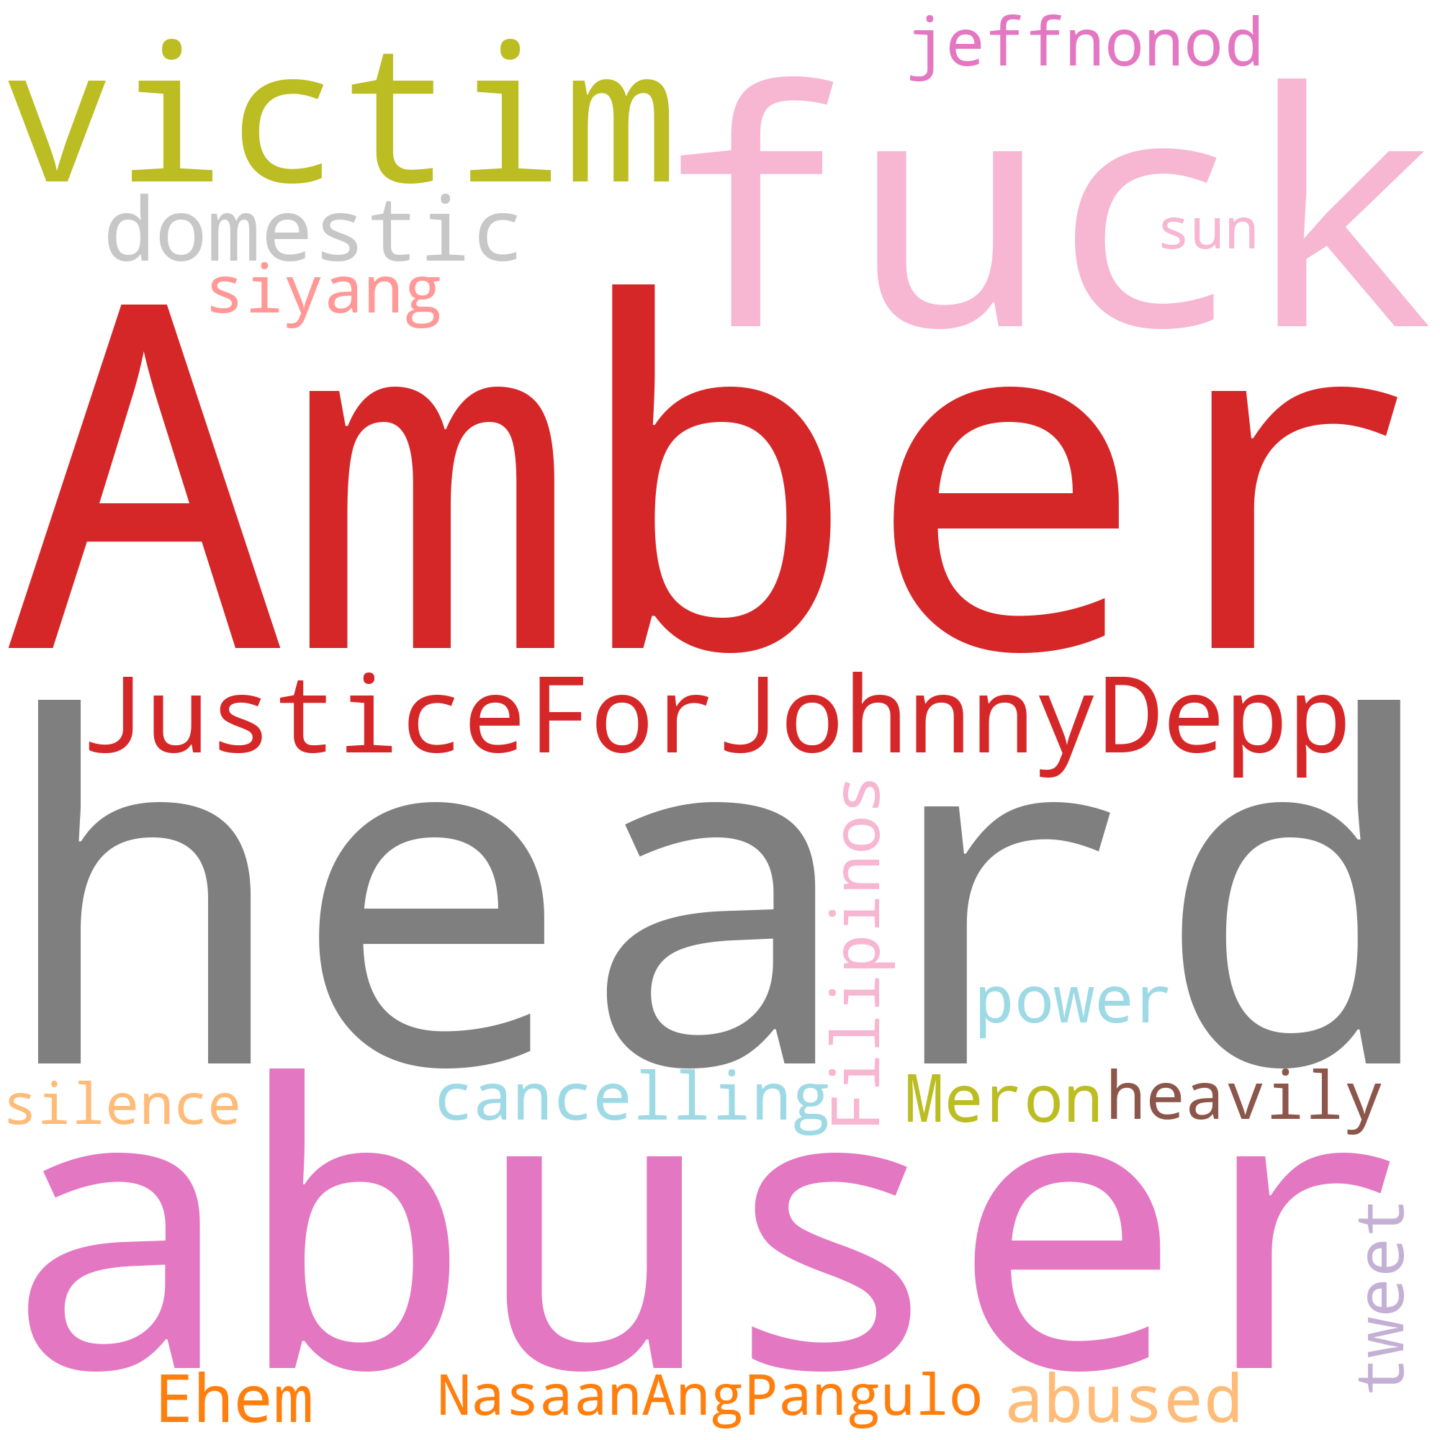 jeffnonod
victim
fuck
domestic
sun
siyang
Amber
JusticeForJohnnyDepp
heard
Filipinos
power
silence
cancelling
Meron
heavily
abuser
tweet
Ehem
NasaanAngPangulo
abused